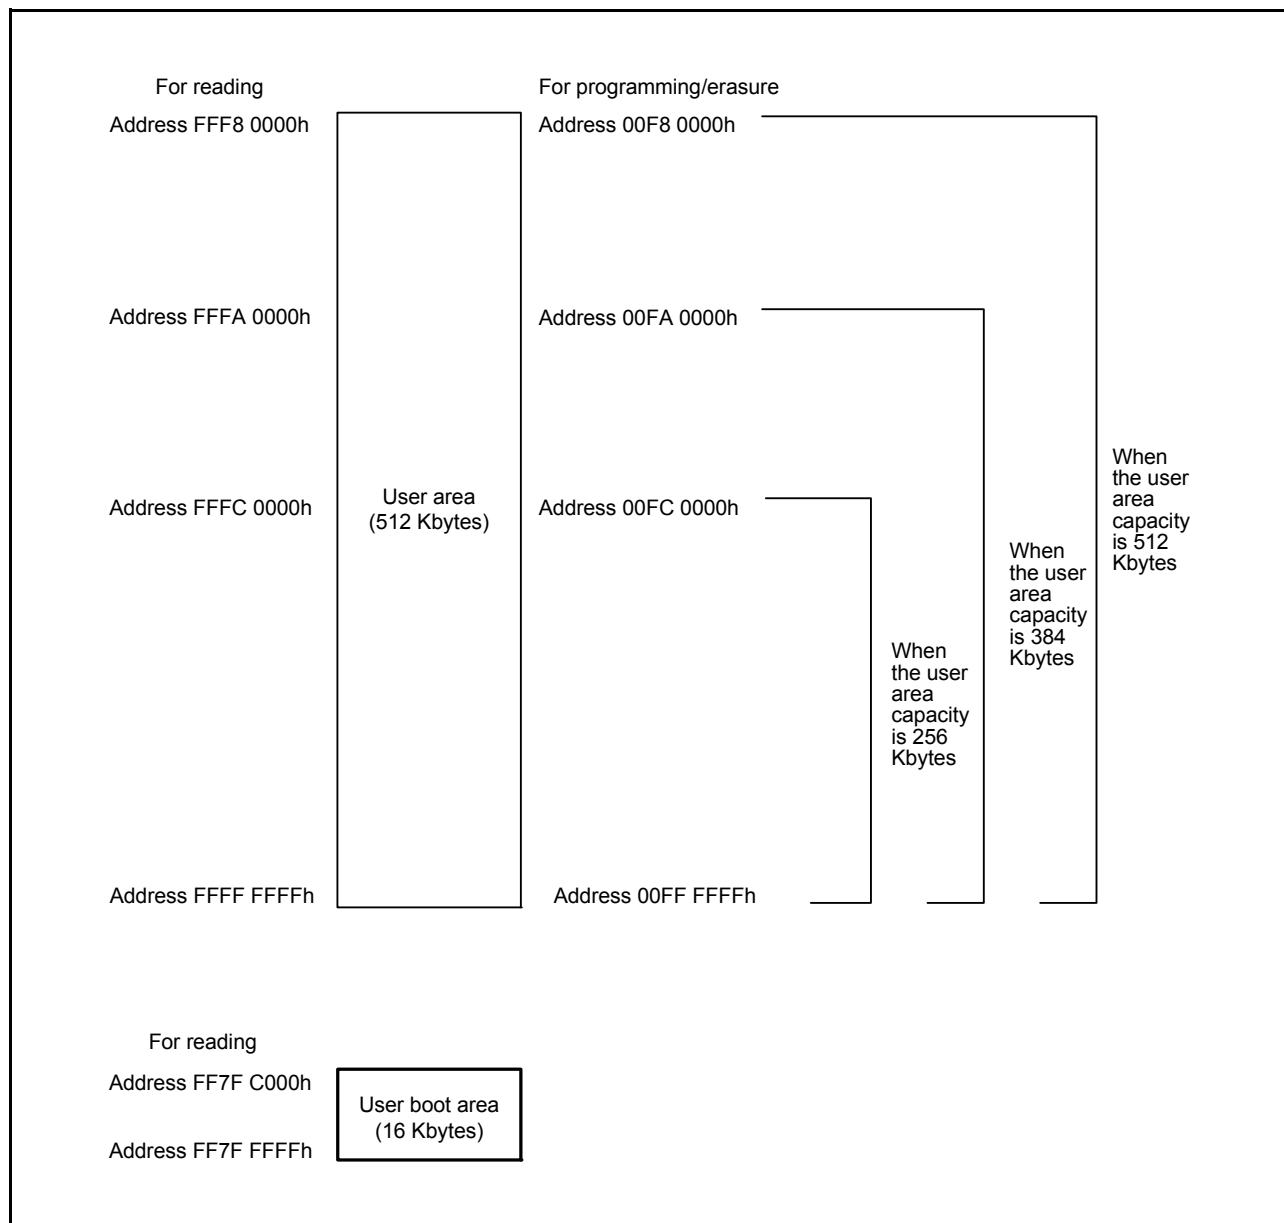 For reading
For programming/erasure
Address FFF8 0000h
Address 00F8 0000h
Address FFFA 0000h
Address 00FA 0000h
Address FFFC 0000h
User area
(512 Kbytes)
Address 00FC 0000h
When
the user
area
capacity
is 256
Kbytes
When
the user
area
capacity
is 384
Kbytes
When
the user
area
capacity
is 512
Kbytes
Address FFFF FFFFh
Address 00FF FFFFh
For reading
Address FF7F C000h
User boot area
(16 Kbytes)
Address FF7F FFFFh